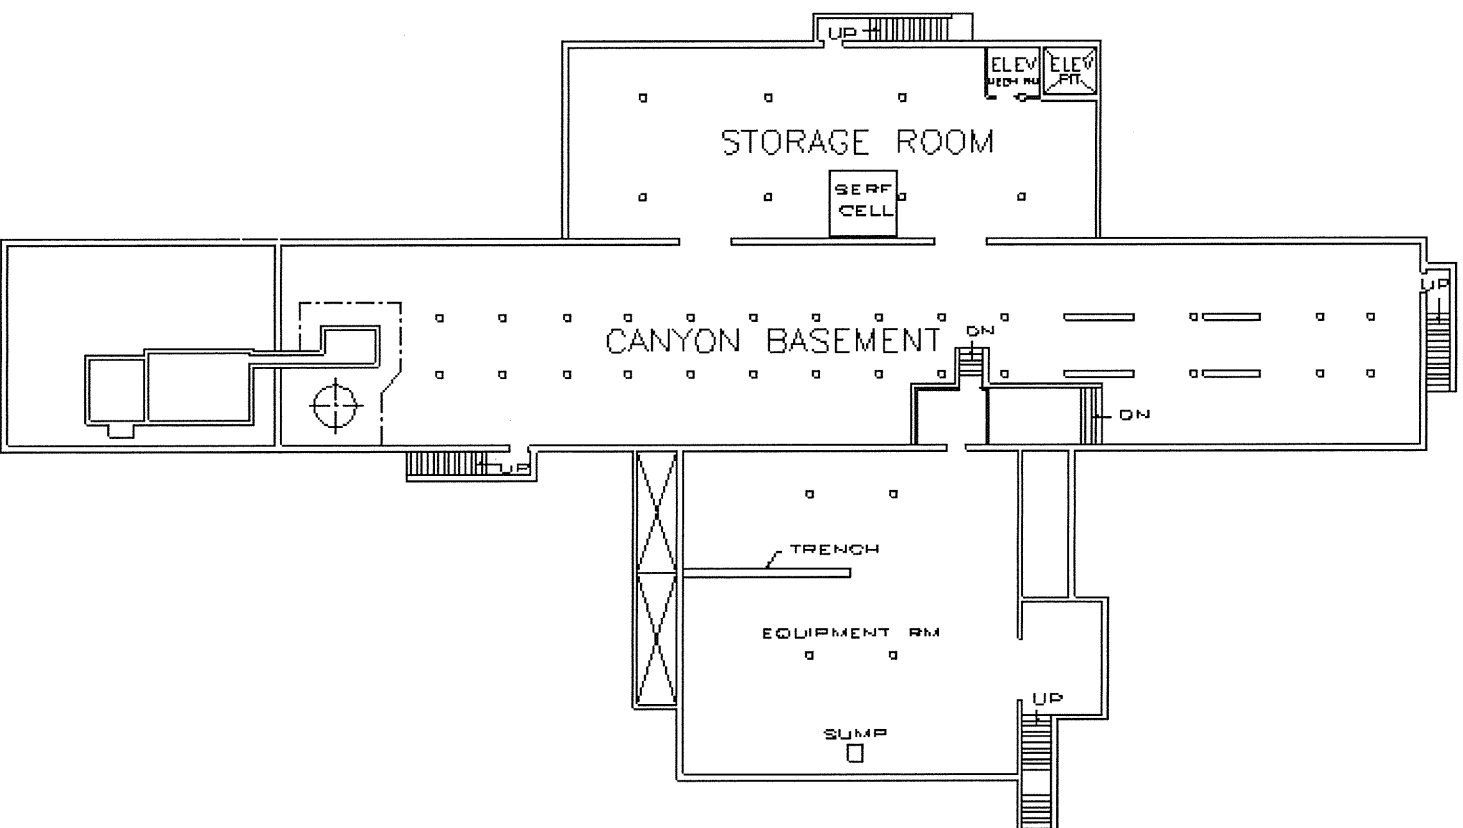 UP
ELEV
MECH RM
ELEV
PIT
STORAGE ROOM
SERF
CELL
UP
CANYON BASEMENT
DN
DN
UP
TRENCH
EQUIPMENT RM
UP
SUMP